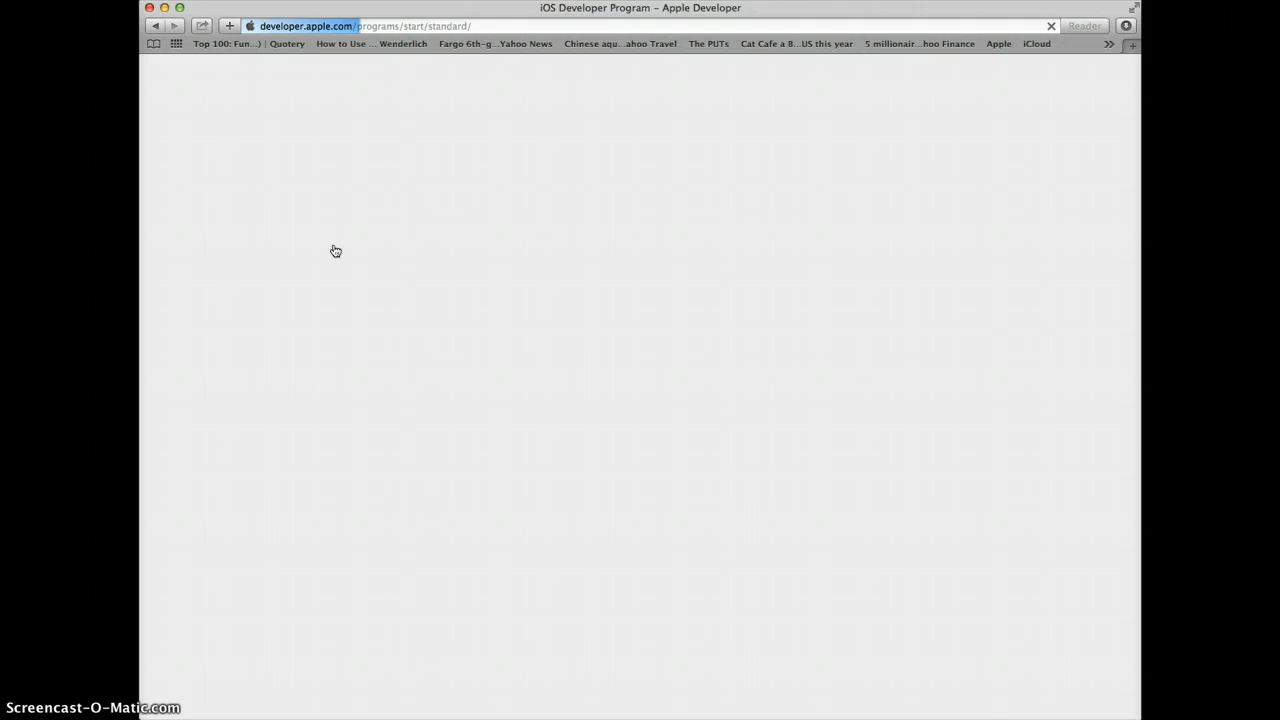 iOS Developer Program - Apple Developer
developer.apple.com/programs/start/standard/
Reader
Top 100: Fun...) | Quotery How to Use ... Wenderlich Fargo 6th-g...Yahoo News Chinese aqu...ahoo Travel The PUTs Cat Cafe a B...US this year 5 millionair...hoo Finance Apple iCloud
Screencast-O-Matic.com